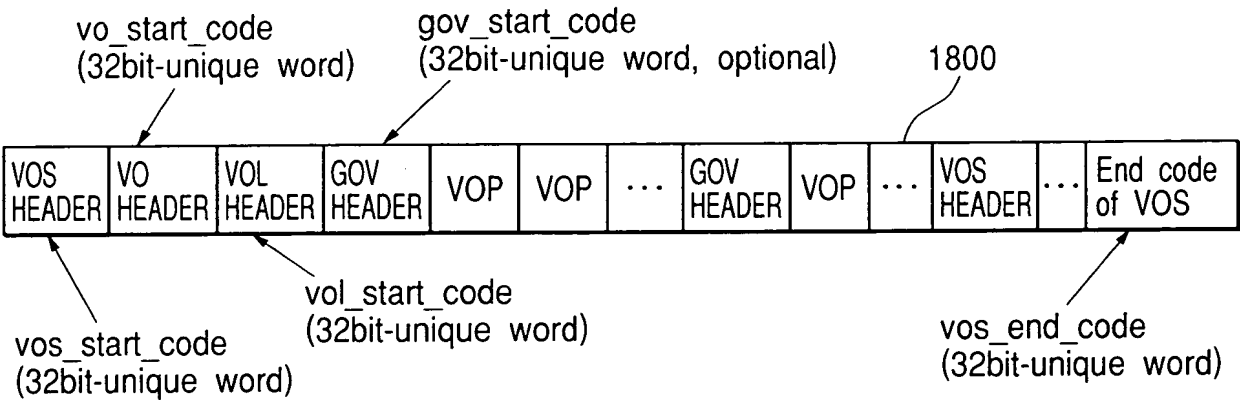 vo_start_code
(32bit-unique word)
gov_start_code
(32bit-unique word, optional)
1800
VOS HEADER
VO HEADER
VOL HEADER
GOV HEADER
VOP
VOP
...
GOV HEADER
VOP
...
VOS HEADER
...
End code
of VOS
vol_start_code
(32bit-unique word)
vos_start_code
(32bit-unique word)
vos_end_code
(32bit-unique word)